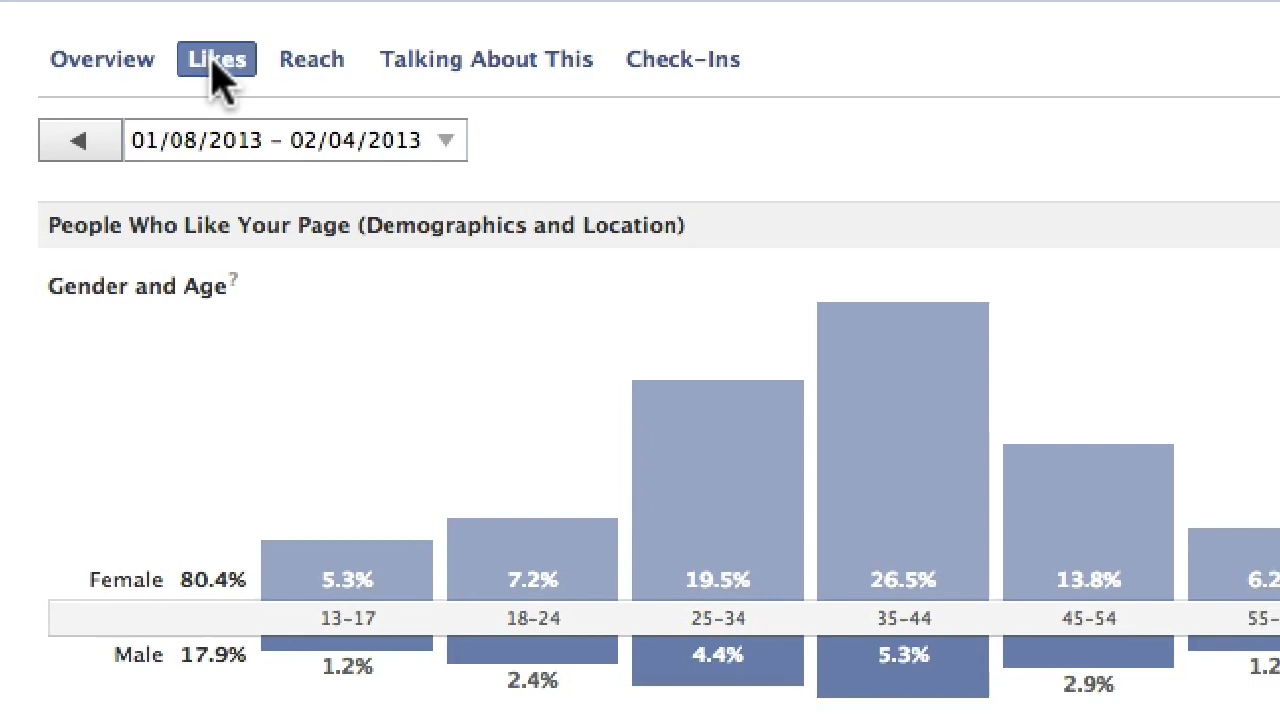 Overview Likes Reach Talking About This Check-Ins
01/08/2013 - 02/04/2013
People Who Like Your Page (Demographics and Location)
Gender and Age?
Female 80.4% 5.3% 7.2% 19.5% 26.5% 13.8% 6.2
13-17 18-24 25-34 35-44 45-54 55-
Male 17.9% 1.2% 2.4% 4.4% 5.3% 2.9% 1.2